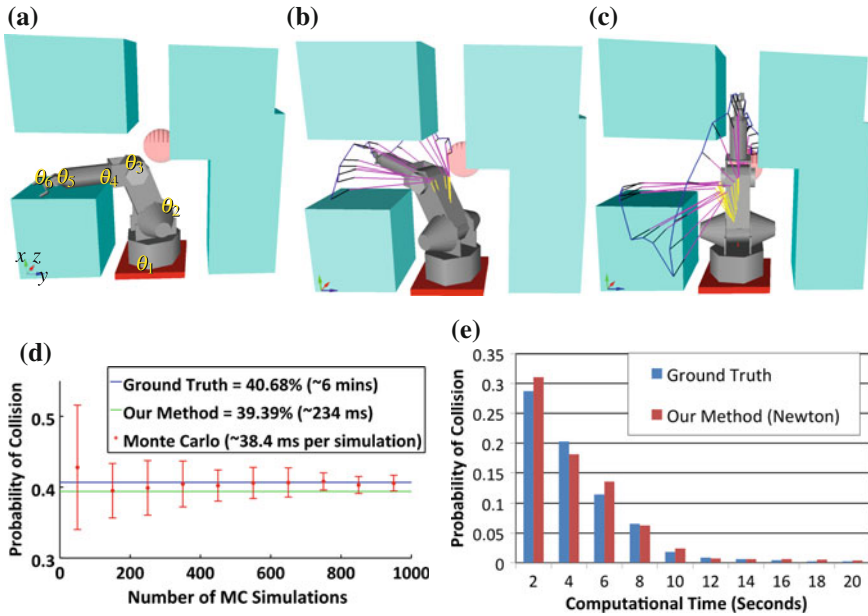 (a)
(b)
(c)
θ6 θ5 θ4 θ3
θ2
θ1
x z
y
(d)
Probability of Collision
0.5
0.4
0.3
Ground Truth = 40.68% (~6 mins)
Our Method = 39.39% (~234 ms)
Monte Carlo (~38.4 ms per simulation)
0 200 400 600 800 1000
Number of MC Simulations
(e)
Probability of Collision
0.35
0.3
0.25
0.2
0.15
0.1
0.05
0
Ground Truth
Our Method (Newton)
2 4 6 8 10 12 14 16 18 20
Computational Time (Seconds)